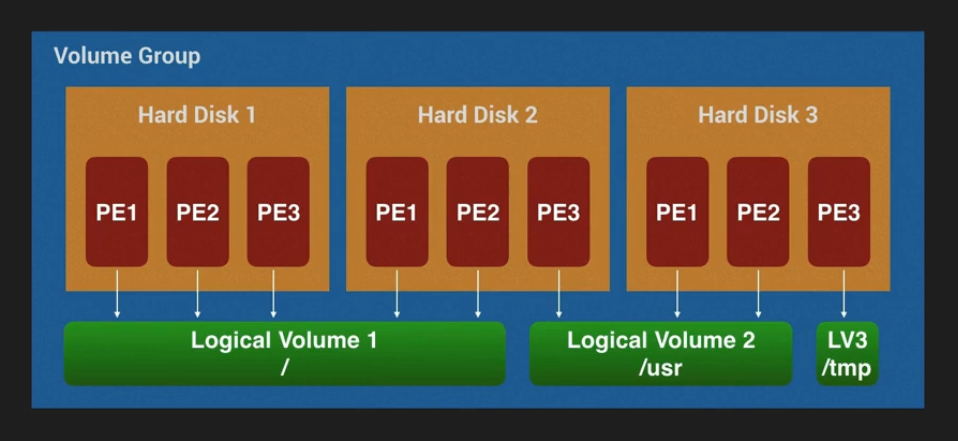 Volume Group
Hard Disk 1
Hard Disk 2
Hard Disk 3
PE1
PE2
PE3
PE1
PE2
PE3
PE1
PE2
PE3
Logical Volume 1
/
Logical Volume 2
/usr
LV3
/tmp